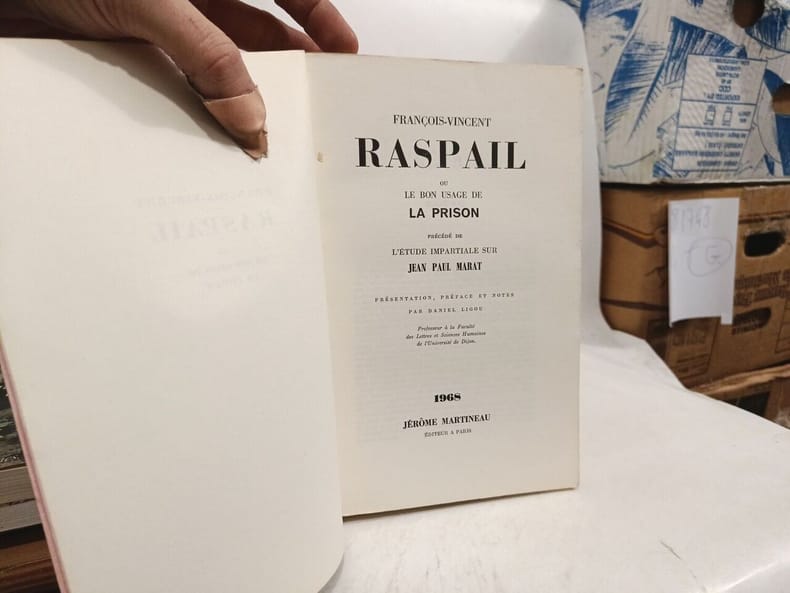 FRANÇOIS-VINCENT
RASPAIL
OU
LE BON USAGE DE
LA PRISON
PRÉCÉDÉ DE
L'ÉTUDE IMPARTIALE SUR
JEAN PAUL MARAT
PRÉSENTATION, PRÉFACE ET NOTES
PAR DANIEL LIGOU
Professeur à la Faculté
des Lettres et Sciences Humaines
de l'Université de Dijon.
1968
JÉRÔME MARTINEAU
ÉDITEUR A PARIS